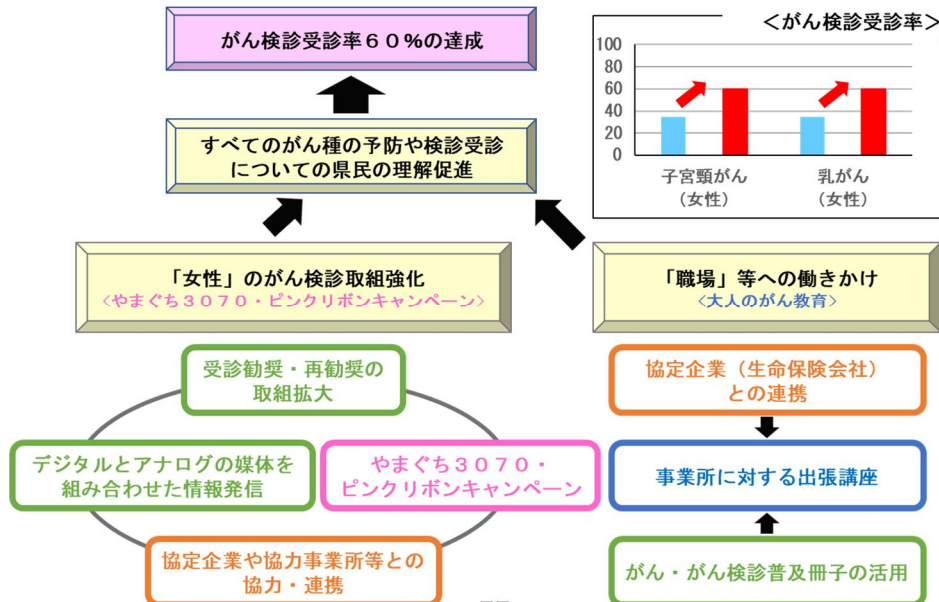 がん検診受診率６０％の達成
＜がん検診受診率＞
100
80
60
40
20
0
子宮頸がん
（女性）
乳がん
（女性）
すべてのがん種の予防や検診受診
についての県民の理解促進
「女性」のがん検診取組強化
＜やまぐち３０７０・ピンクリボンキャンペーン＞
「職場」等への働きかけ
＜大人のがん教育＞
受診勧奨・再勧奨の
取組拡大
デジタルとアナログの媒体を
組み合わせた情報発信
やまぐち３０７０・
ピンクリボンキャンペーン
協定企業や協力事業所等との
協力・連携
協定企業（生命保険会社）
との連携
事業所に対する出張講座
がん・がん検診普及冊子の活用